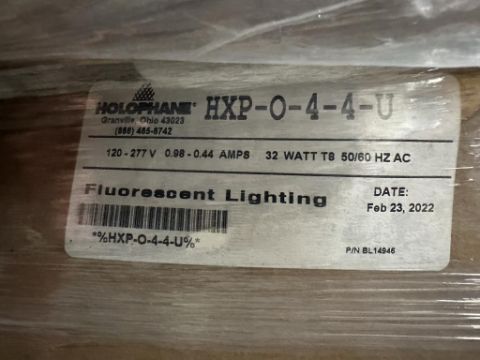 HOLOPHANE® HXP-O-4-4-U
Granville, Ohio 43023
(866) 465-6742
120 - 277 V 0.98 - 0.44 AMPS 32 WATT T8 50/60 HZ AC
Fluorescent Lighting
DATE:
Feb 23, 2022
*%HXP-O-4-4-U%*
P/N BL14946